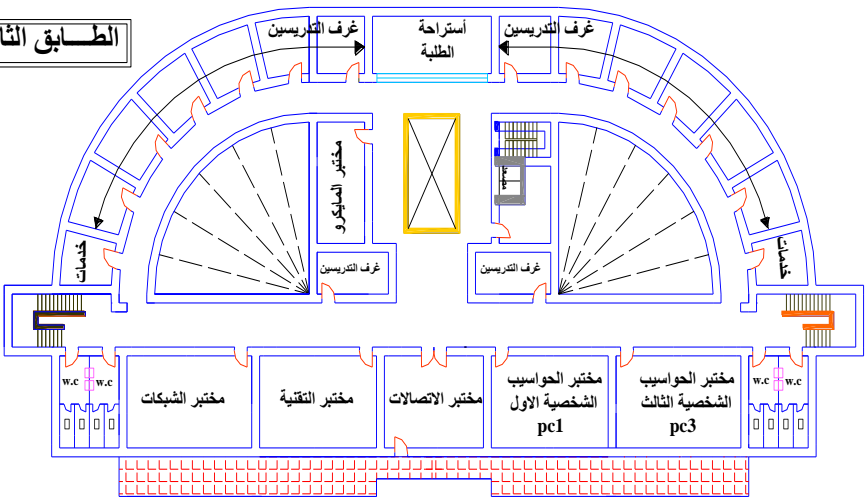 الطـــابق الثا
غرف التدريسين
أستراحة
الطلبة
غرف التدريسين
مختبر المايكرو
غرف التدريسين
غرف التدريسين
خدمات
خدمات
w.c
w.c
مختبر الشبكات
مختبر التقنية
مختبر الاتصالات
مختبر الحواسيب
الشخصية الاول
pc1
مختبر الحواسيب
الشخصية الثالث
pc3
w.c
w.c